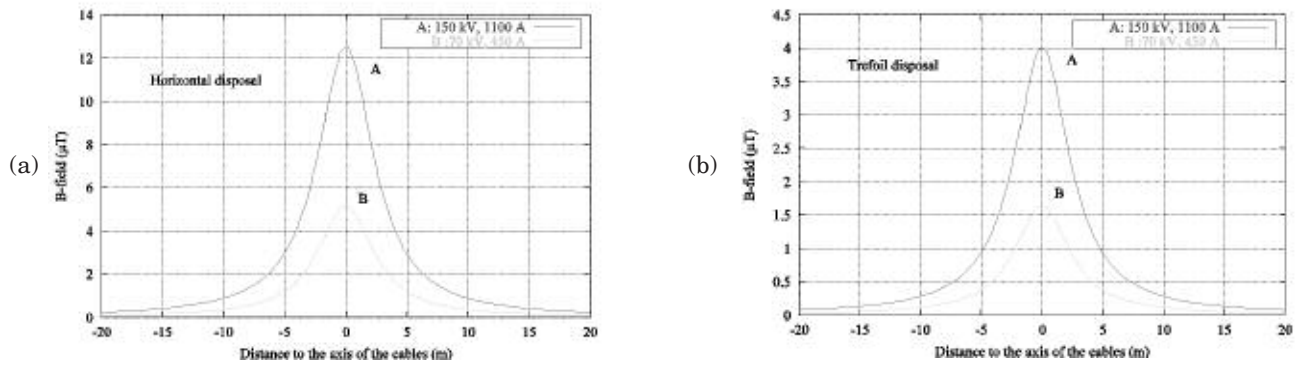 (a)
A: 150 kV, 1100 A
B :70 kV, 450 A
Horizontal disposal
A
B
B-field (µT)
14
12
10
8
6
4
2
0
-20 -15 -10 -5 0 5 10 15 20
Distance to the axis of the cables (m)
(b)
A: 150 kV, 1100 A
B :70 kV, 450 A
Trefoil disposal
A
B
B-field (µT)
4.5
4
3.5
3
2.5
2
1.5
1
0.5
0
-20 -15 -10 -5 0 5 10 15 20
Distance to the axis of the cables (m)